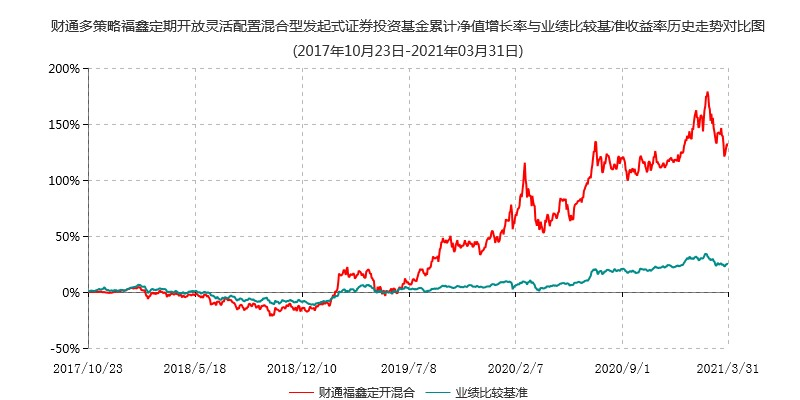 财通多策略福鑫定期开放灵活配置混合型发起式证券投资基金累计净值增长率与业绩比较基准收益率历史走势对比图
(2017年10月23日-2021年03月31日)
200%
150%
100%
50%
0%
-50%
2017/10/23 2018/5/18 2018/12/10 2019/7/8 2020/2/7 2020/9/1 2021/3/31
财通福鑫定开混合 业绩比较基准